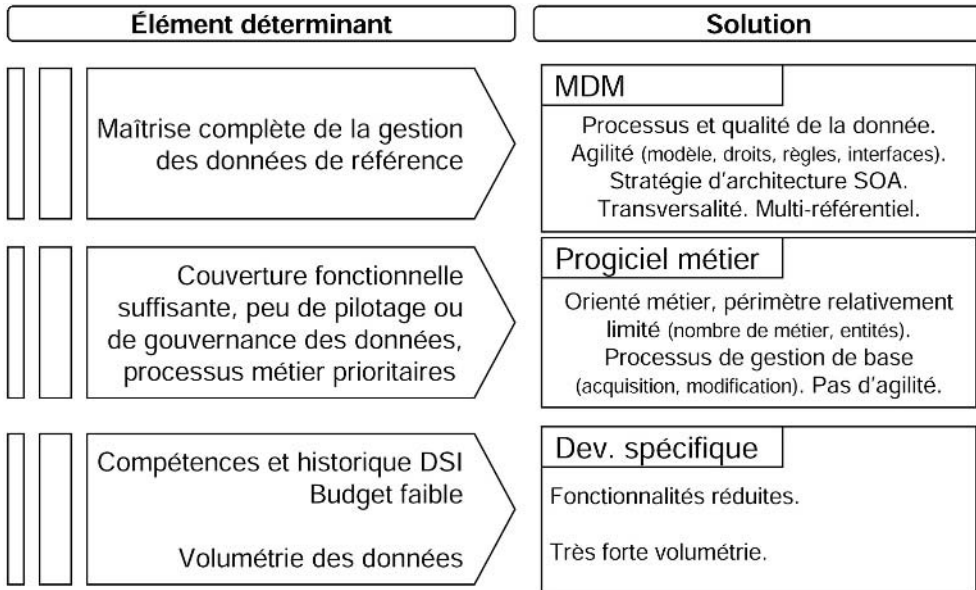 Élément déterminant
Solution
Maîtrise complète de la gestion
des données de référence
MDM
Processus et qualité de la donnée.
Agilité (modèle, droits, règles, interfaces).
Stratégie d'architecture SOA.
Transversalité. Multi-référentiel.
Couverture fonctionnelle
suffisante, peu de pilotage ou
de gouvernance des données,
processus métier prioritaires
Progiciel métier
Orienté métier, périmètre relativement
limité (nombre de métier, entités).
Processus de gestion de base
(acquisition, modification). Pas d'agilité.
Compétences et historique DSI
Budget faible
Volumétrie des données
Dev. spécifique
Fonctionnalités réduites.
Très forte volumétrie.